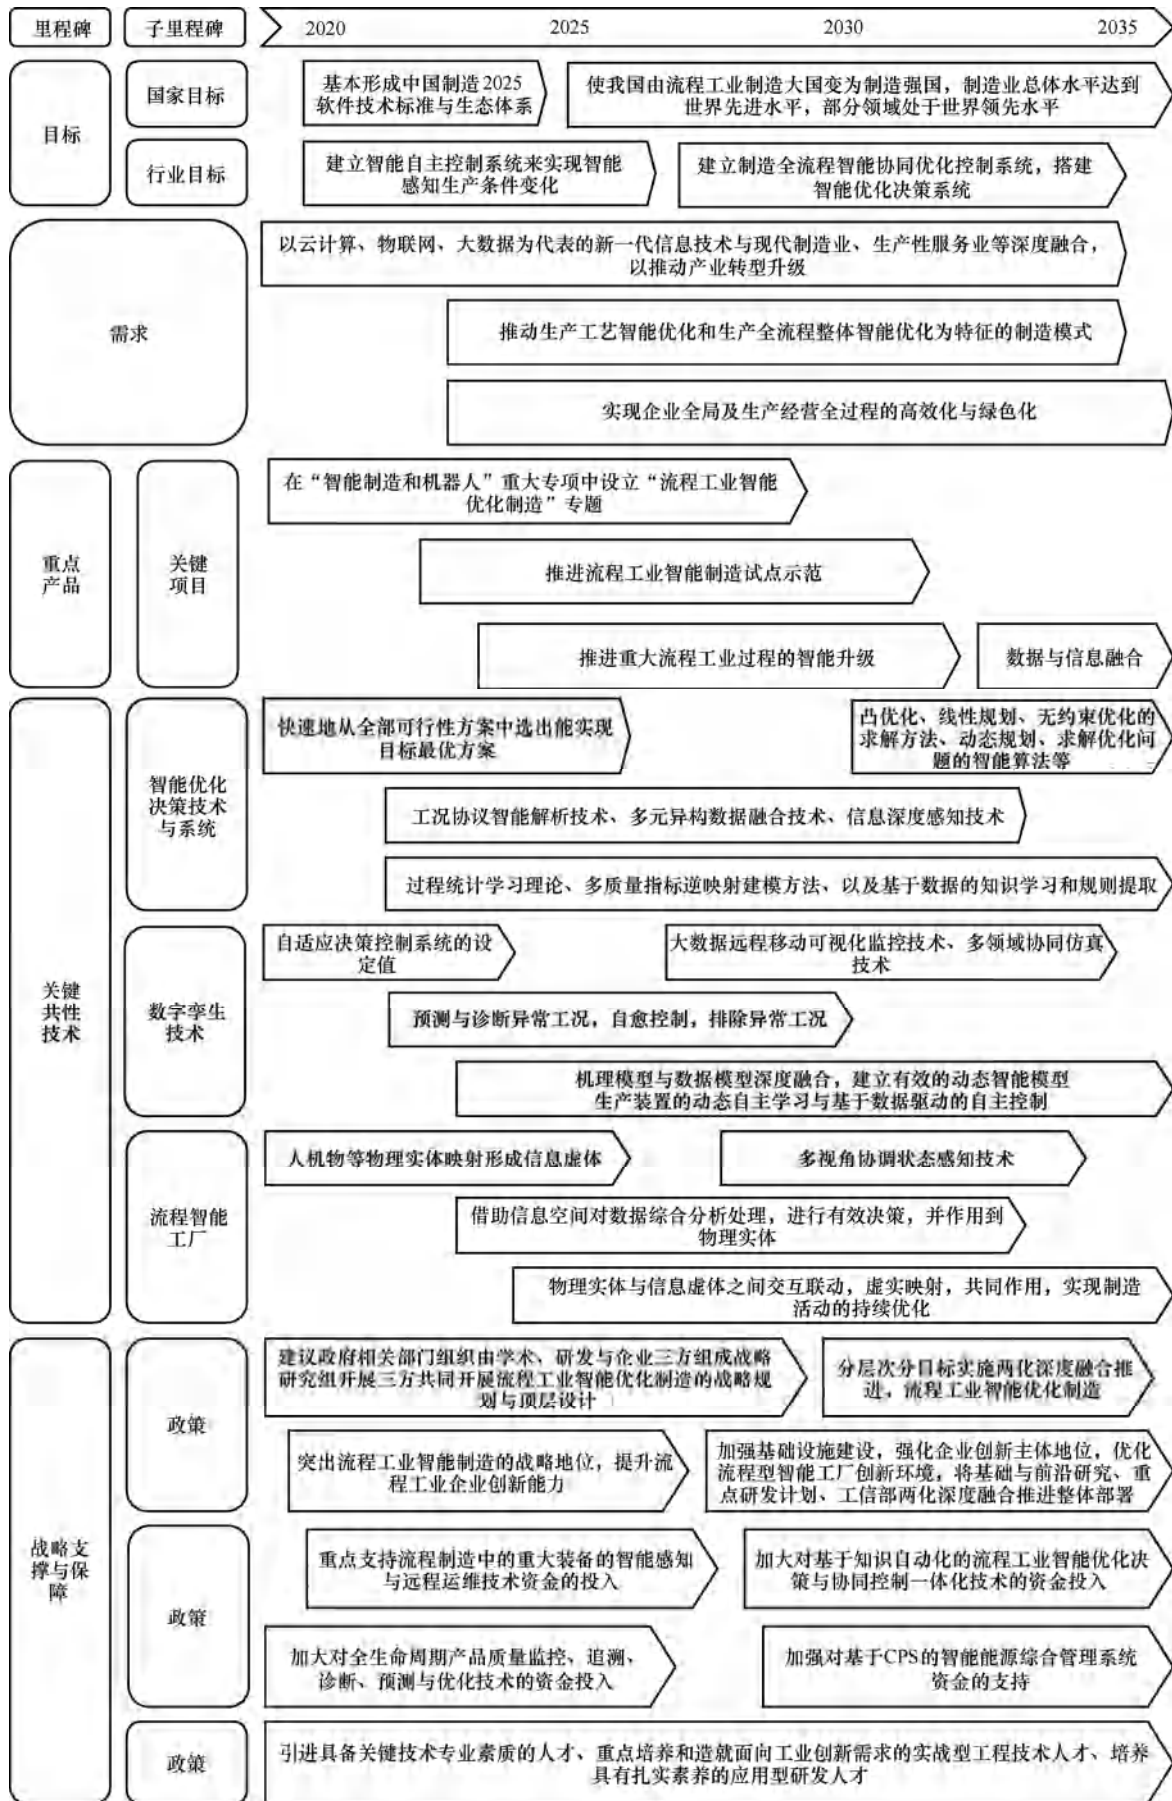 里程碑
子里程碑
2020
2025
2030
2035
目标
国家目标
基本形成中国制造2025
软件技术标准与生态体系
使我国由流程工业制造大国变为制造强国，制造业总体水平达到
世界先进水平，部分领域处于世界领先水平
行业目标
建立智能自主控制系统来实现智能
感知生产条件变化
建立制造全流程智能协同优化控制系统，搭建
智能优化决策系统
需求
以云计算、物联网、大数据为代表的新一代信息技术与现代制造业、生产性服务业等深度融合，
以推动产业转型升级
推动生产工艺智能优化和生产全流程整体智能优化为特征的制造模式
实现企业全局及生产经营全过程的高效化与绿色化
重点
产品
关键
项目
在“智能制造和机器人”重大专项中设立“流程工业智能
优化制造”专题
推进流程工业智能制造试点示范
推进重大流程工业过程的智能升级
数据与信息融合
关键
共性
技术
智能优化
决策技术
与系统
快速地从全部可行性方案中选出能实现
目标最优方案
凸优化、线性规划、无约束优化的
求解方法、动态规划、求解优化问
题的智能算法等
工况协议智能解析技术、多元异构数据融合技术、信息深度感知技术
过程统计学习理论、多质量指标逆映射建模方法、以及基于数据的知识学习和规则提取
数字孪生
技术
自适应决策控制系统的设
定值
大数据远程移动可视化监控技术、多领域协同仿真
技术
预测与诊断异常工况，自愈控制，排除异常工况
机理模型与数据模型深度融合，建立有效的动态智能模型
生产装置的动态自主学习与基于数据驱动的自主控制
流程智能
工厂
人机物等物理实体映射形成信息虚体
多视角协调状态感知技术
借助信息空间对数据综合分析处理，进行有效决策，并作用到
物理实体
物理实体与信息虚体之间交互联动，虚实映射，共同作用，实现制造
活动的持续优化
战略支
撑与保
障
政策
建议政府相关部门组织由学术、研发与企业三方组成战略
研究组开展三方共同开展流程工业智能优化制造的战略规
划与顶层设计
分层次分目标实施两化深度融合推
进，流程工业智能优化制造
突出流程工业智能制造的战略地位，提升流
程工业企业创新能力
加强基础设施建设，强化企业创新主体地位，优化
流程型智能工厂创新环境，将基础与前沿研究、重
点研发计划、工信部两化深度融合推进整体部署
政策
重点支持流程制造中的重大装备的智能感知
与远程运维技术资金的投入
加大对基于知识自动化的流程工业智能优化决
策与协同控制一体化技术的资金投入
加大对全生命周期产品质量监控、追溯、
诊断、预测与优化技术的资金投入
加强对基于CPS的智能能源综合管理系统
资金的支持
政策
引进具备关键技术专业素质的人才、重点培养和造就面向工业创新需求的实战型工程技术人才、培养
具有扎实素养的应用型研发人才